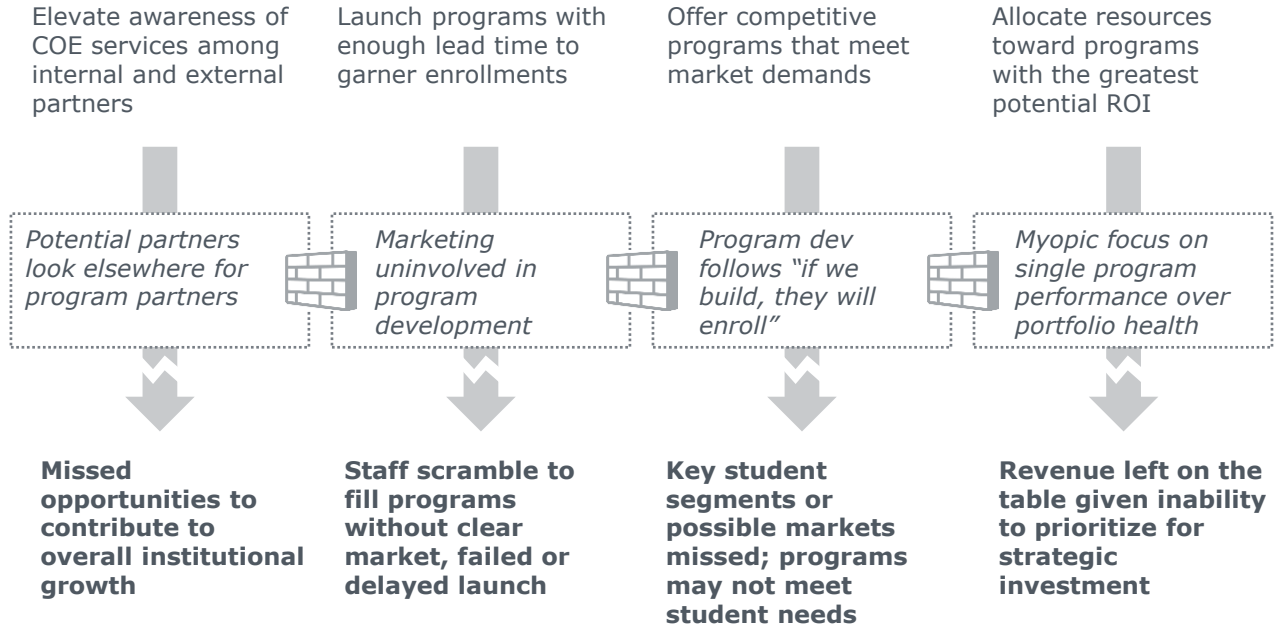 Elevate awareness of
COE services among
internal and external
partners
Launch programs with
enough lead time to
garner enrollments
Offer competitive
programs that meet
market demands
Allocate resources
toward programs
with the greatest
potential ROI
Potential partners
look elsewhere for
program partners
Marketing
uninvolved in
program
development
Program dev
follows “if we
build, they will
enroll”
Myopic focus on
single program
performance over
portfolio health
Missed
opportunities to
contribute to
overall institutional
growth
Staff scramble to
fill programs
without clear
market, failed or
delayed launch
Key student
segments or
possible markets
missed; programs
may not meet
student needs
Revenue left on the
table given inability
to prioritize for
strategic
investment